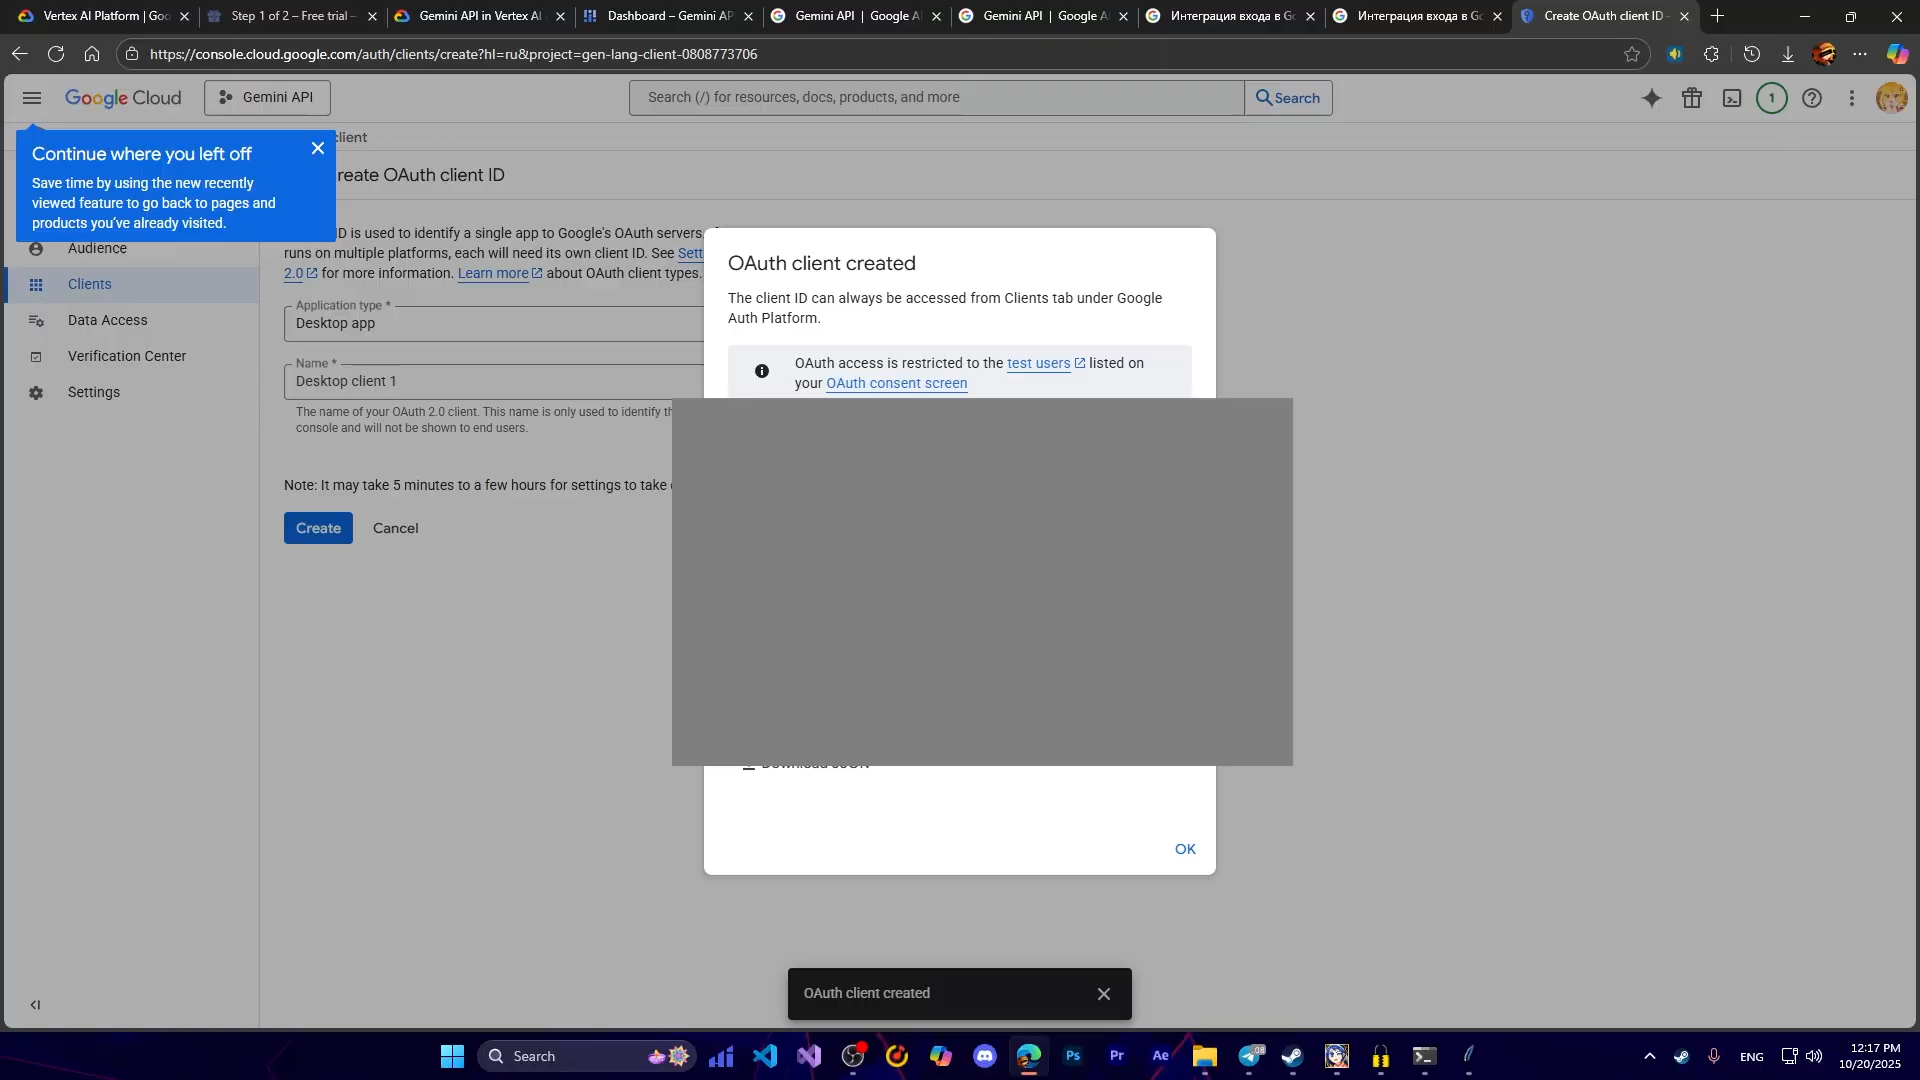 Vertex AI Platform | Goo
Step 1 of 2 – Free trial –
Gemini API in Vertex AI
Dashboard – Gemini AP
Gemini API | Google A
Gemini API | Google A
Интеграция входа в Go
Интеграция входа в Go
Create OAuth client ID –
https://console.cloud.google.com/auth/clients/create?hl=ru&project=gen-lang-client-0808773706
Google Cloud
Gemini API
Search (/) for resources, docs, products, and more
Search
1
client
Continue where you left off
Save time by using the new recently
viewed feature to go back to pages and
products you've already visited.
reate OAuth client ID
Audience
Clients
Data Access
Verification Center
Settings
ID is used to identify a single app to Google's OAuth servers.
runs on multiple platforms, each will need its own client ID. See Sett
2.0 for more information. Learn more about OAuth client types.
Application type *
Desktop app
Name *
Desktop client 1
The name of your OAuth 2.0 client. This name is only used to identify th
console and will not be shown to end users.
Note: It may take 5 minutes to a few hours for settings to take
Create
Cancel
OAuth client created
The client ID can always be accessed from Clients tab under Google
Auth Platform.
OAuth access is restricted to the test users listed on
your OAuth consent screen
Download JSON
OK
OAuth client created
Search
Ps
Pr
Ae
ENG
12:17 PM
10/20/2025